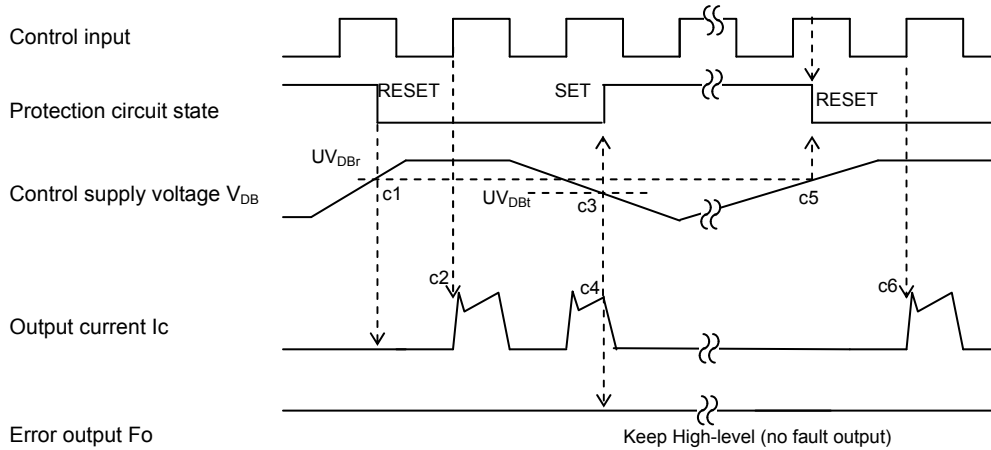 Control input
Protection circuit state
RESET
SET
RESET
UVDBr
Control supply voltage VDB
c1
UVDBt
c3
c5
c2
c4
c6
Output current Ic
Error output Fo
Keep High-level (no fault output)